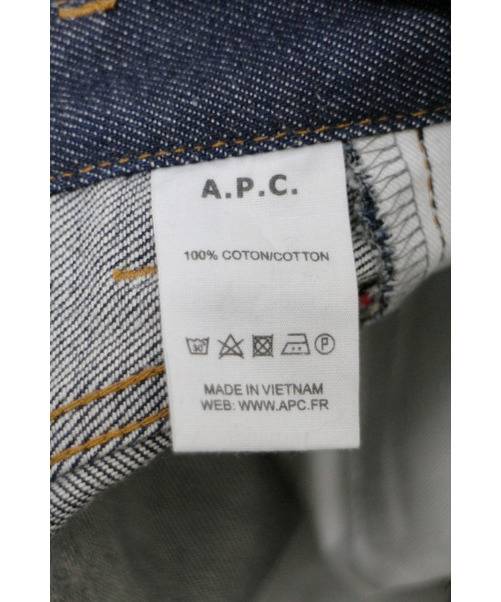 A.P.C.
100% COTON/COTTON
P
MADE IN VIETNAM
WEB: WWW.APC.FR